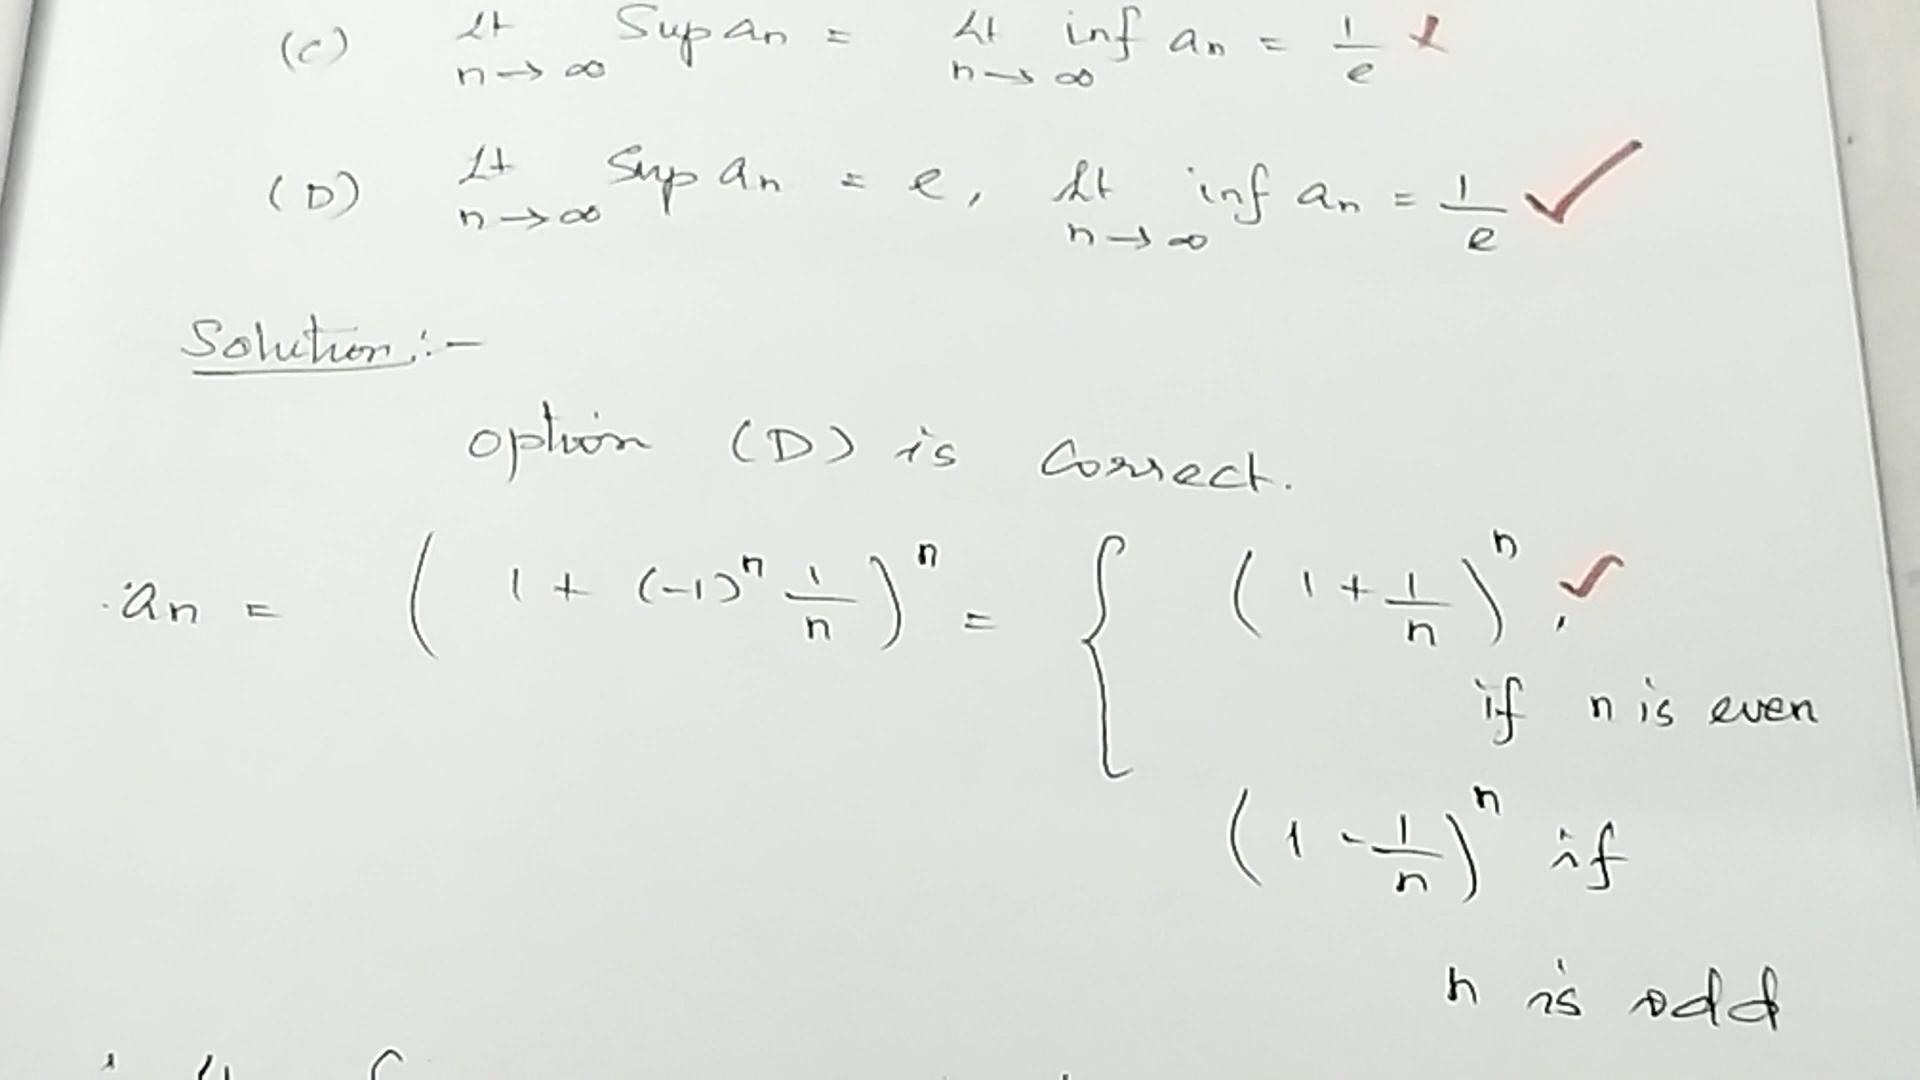 (C) Lt n→∞ Sup an = Lt n→∞ inf an = 1/e
(D) Lt n→∞ Sup an = e, Lt n→∞ inf an = 1/e ✓
Solution:-
option (D) is correct.
an = ( 1 + (-1)^n 1/n )^n = { ( 1 + 1/n )^n, ✓
if n is even
( 1 - 1/n )^n if
n is odd